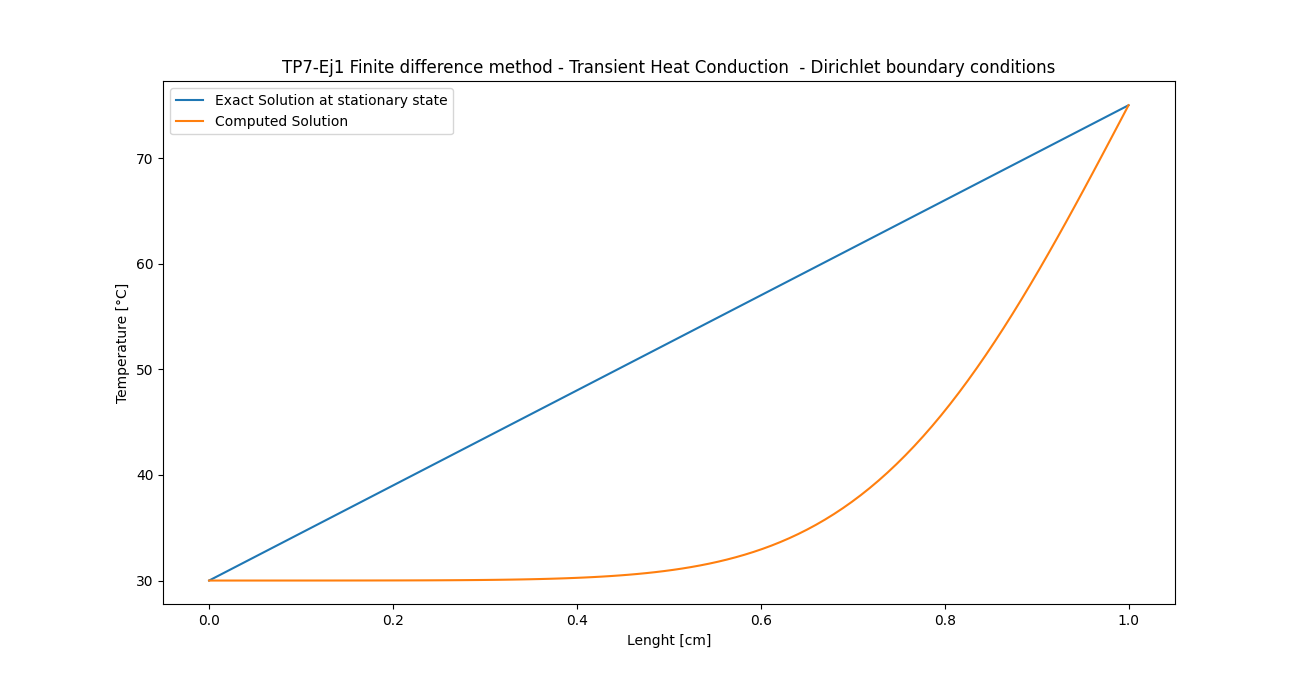 TP7-Ej1 Finite difference method - Transient Heat Conduction  - Dirichlet boundary conditions
Exact Solution at stationary state
Computed Solution
Temperature [°C]
70
60
50
40
30
0.0 0.2 0.4 0.6 0.8 1.0
Lenght [cm]